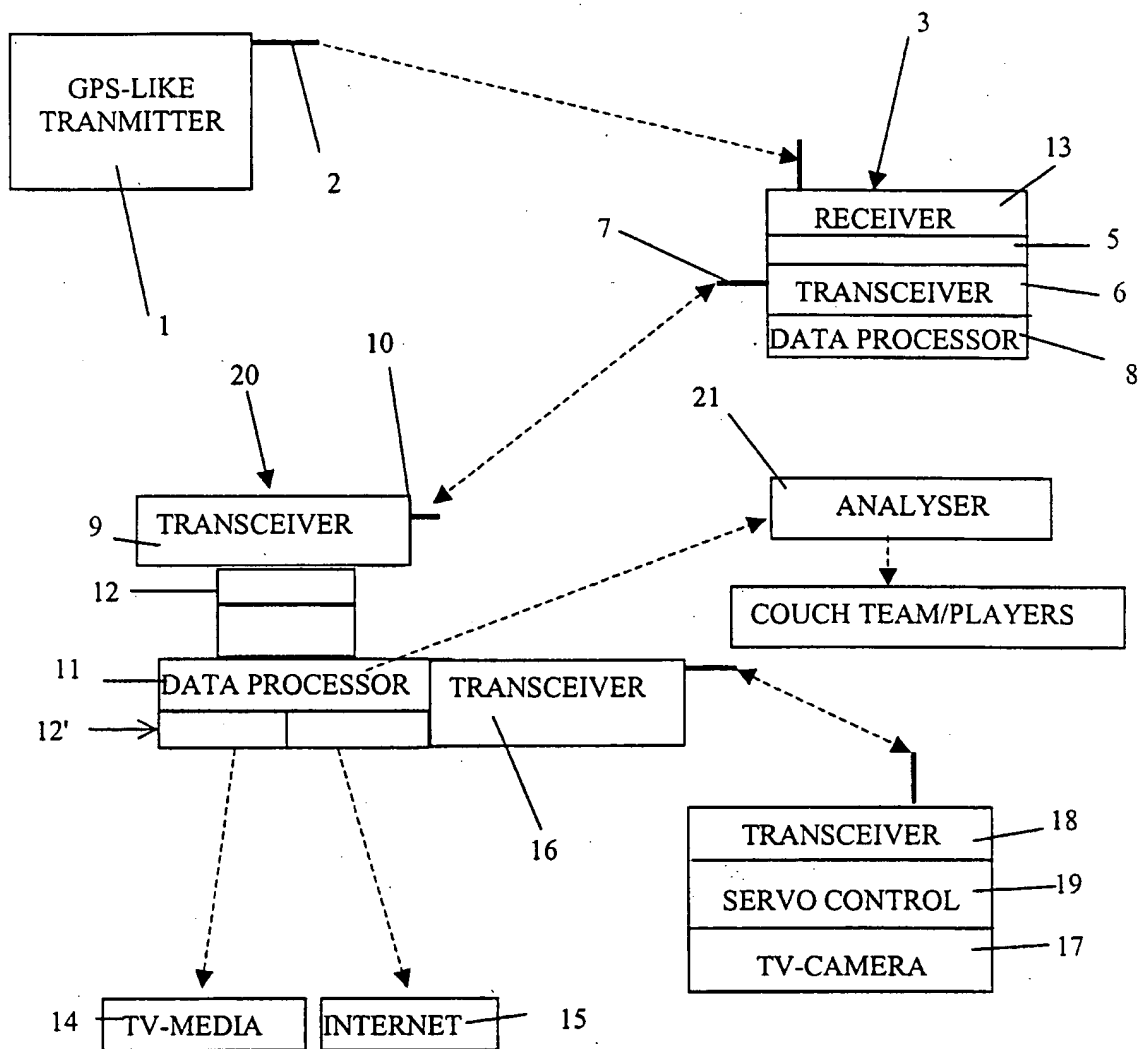 3
GPS-LIKE
TRANMITTER
13
2
RECEIVER
7
5
TRANSCEIVER
6
1
10
DATA PROCESSOR
8
20
21
TRANSCEIVER
ANALYSER
9
12
COUCH TEAM/PLAYERS
11
DATA PROCESSOR
TRANSCEIVER
12'
16
TRANSCEIVER
18
SERVO CONTROL
19
TV-CAMERA
17
14
TV-MEDIA
INTERNET
15